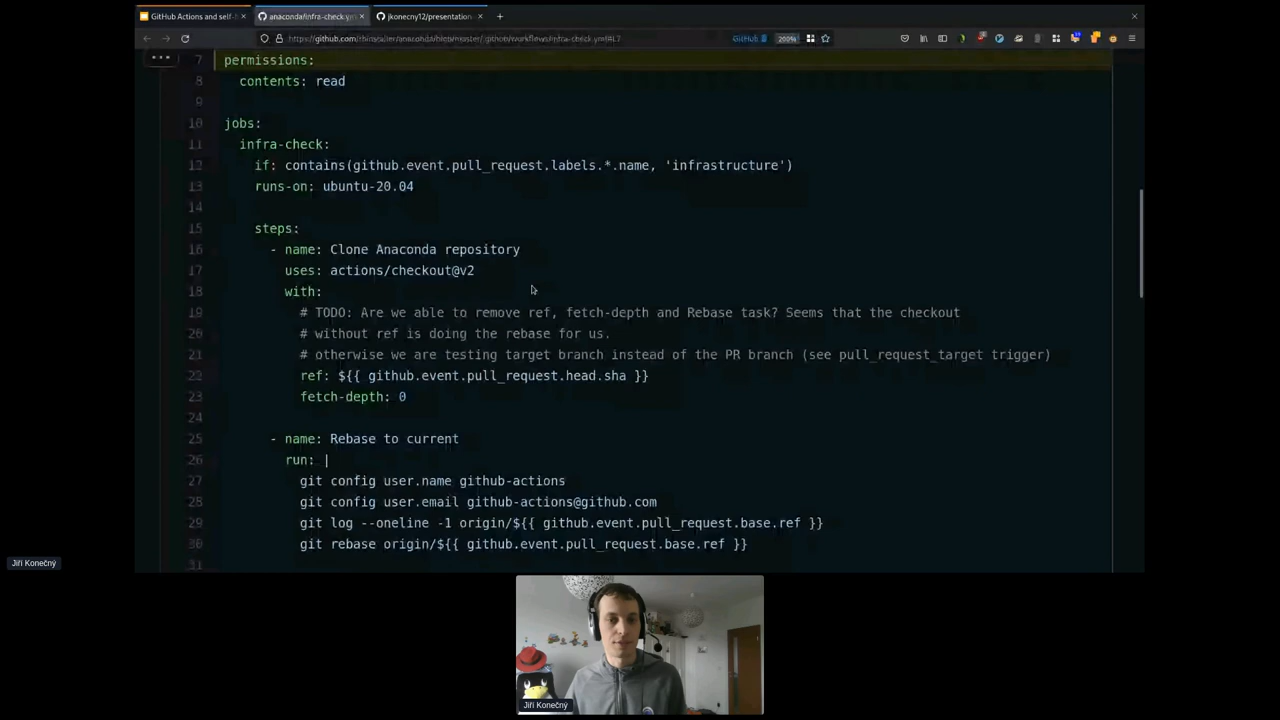 GitHub Actions and self-
anaconda/infra-check.ym
jkonecny12/presentation
GitHub
200%
7 permissions:
8 contents: read
9
10 jobs:
11 infra-check:
12 if: contains(github.event.pull_request.labels.*.name, 'infrastructure')
13 runs-on: ubuntu-20.04
14
15 steps:
16 - name: Clone Anaconda repository
17 uses: actions/checkout@v2
18 with:
19 # TODO: Are we able to remove ref, fetch-depth and Rebase task? Seems that the checkout
20 # without ref is doing the rebase for us.
21 # otherwise we are testing target branch instead of the PR branch (see pull_request_target trigger)
22 ref: ${{ github.event.pull_request.head.sha }}
23 fetch-depth: 0
24
25 - name: Rebase to current
26 run: |
27 git config user.name github-actions
28 git config user.email github-actions@github.com
29 git log --oneline -1 origin/${{ github.event.pull_request.base.ref }}
30 git rebase origin/${{ github.event.pull_request.base.ref }}
31
Jiří Konečný
Jiří Konečný